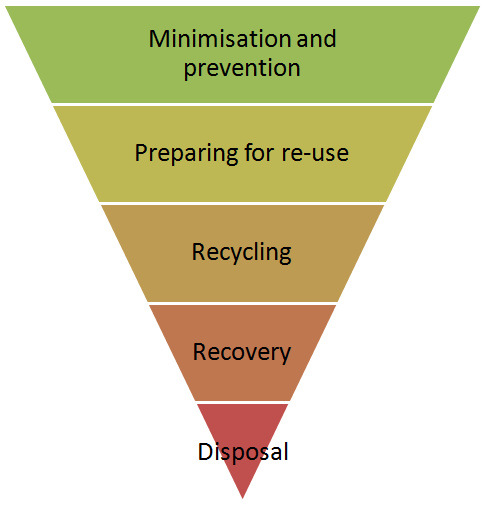 Minimisation and
prevention
Preparing for re-use
Recycling
Recovery
Disposal